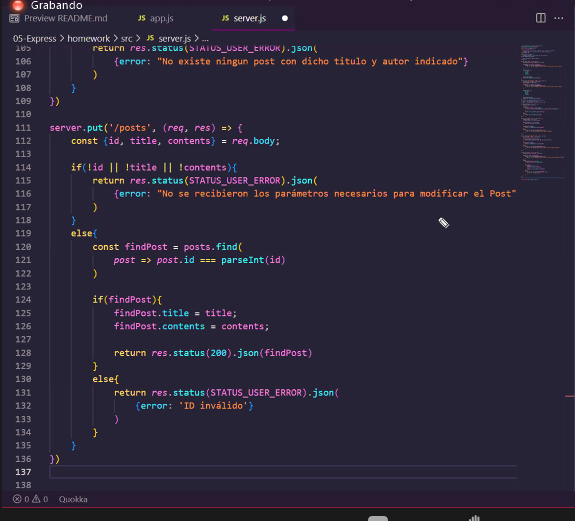 Grabando
Preview README.md
JS app.js
JS server.js
05-Express > homework > src > JS server.js > ...
105 return res.status(STATUS_USER_ERROR).json(
106 {error: "No existe ningun post con dicho titulo y autor indicado"}
107 )
108 }
109 })
110
111 server.put('/posts', (req, res) => {
112 const {id, title, contents} = req.body;
113
114 if(!id || !title || !contents){
115 return res.status(STATUS_USER_ERROR).json(
116 {error: "No se recibieron los parámetros necesarios para modificar el Post"
117 )
118 }
119 else{
120 const findPost = posts.find(
121 post => post.id === parseInt(id)
122 )
123
124 if(findPost){
125 findPost.title = title;
126 findPost.contents = contents;
127
128 return res.status(200).json(findPost)
129 }
130 else{
131 return res.status(STATUS_USER_ERROR).json(
132 {error: 'ID inválido'}
133 )
134 }
135 }
136 })
137
138
0 0 Quokka